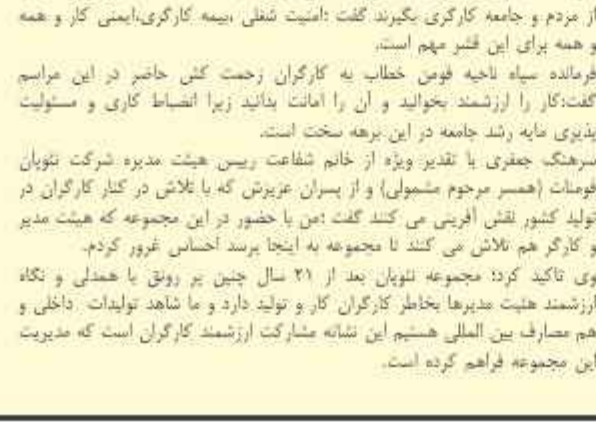 از مردم و جامعه کارگری بگیرند گفت :امنیت شغلی ،بیمه کارگری،ایمنی کار و همه
و همه برای این قشر مهم است.
فرمانده سپاه ناحیه فومن خطاب به کارگران زحمت کش حاضر در این مراسم
گفت:کار را ارزشمند بخوانید و آن را امانت بدانید زیرا انضباط کاری و مسئولیت
پذیری مایه رشد جامعه در این برهه سخت است.
سرهنگ جعفری با تقدیر ویژه از خانم شفاعت رییس هیئت مدیره شرکت نئوپان
فومنات (همسر مرحوم مشمولی) و از پسران عزیزش که با تلاش در کنار کارگران در
تولید کشور نقش آفرینی می کنند گفت :من با حضور در این مجموعه که هیئت مدیر
و کارگر هم تلاش می کنند تا مجموعه به اینجا برسد احساس غرور کردم.
وی تاکید کرد؛ مجموعه نئوپان بعد از ۲۱ سال چنین پر رونق با همدلی و نگاه
ارزشمند هئیت مدیرها بخاطر کارگران کار و تولید دارد و ما شاهد تولیدات داخلی و
هم مصارف بین المللی هستیم این نشانه مشارکت ارزشمند کارگران است که مدیریت
این مجموعه فراهم کرده است.